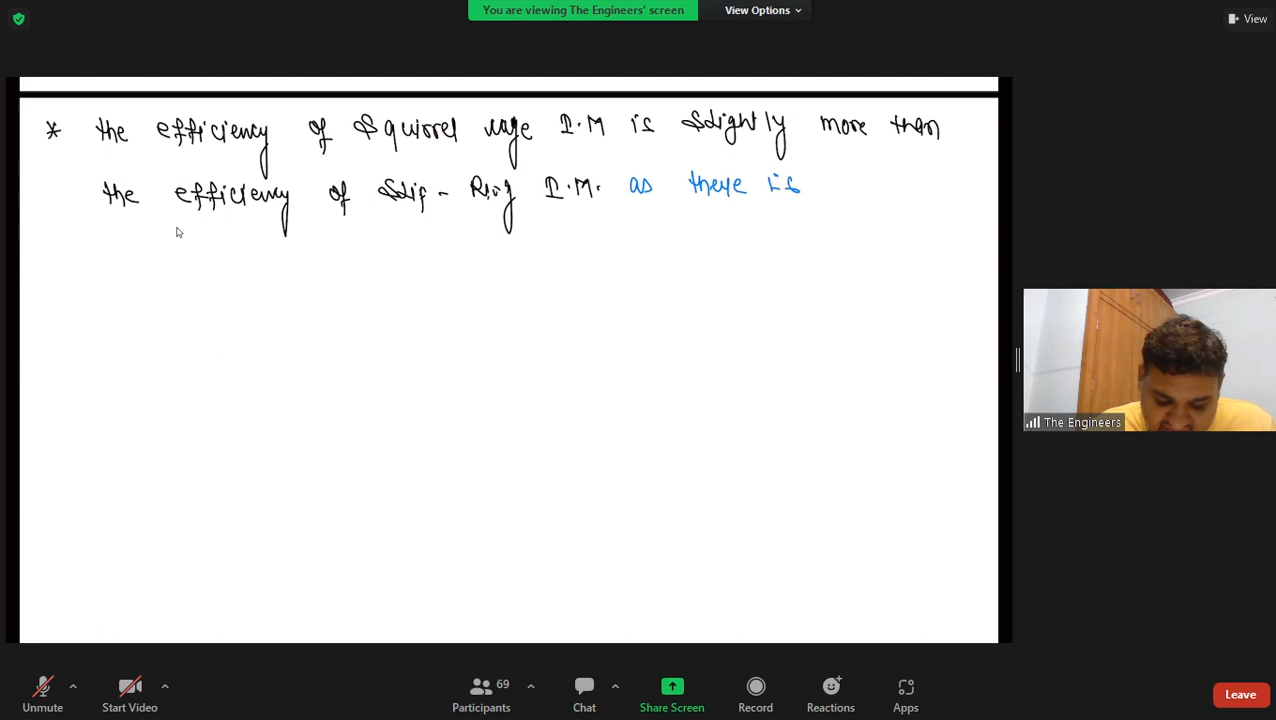 You are viewing The Engineers' screen
View Options
View
* the efficiency of Squirrel cage I.M is slightly more than
the efficiency of Slip - Ring I.M. as there is
The Engineers
69
Unmute
Start Video
Participants
Chat
Share Screen
Record
Reactions
Apps
Leave